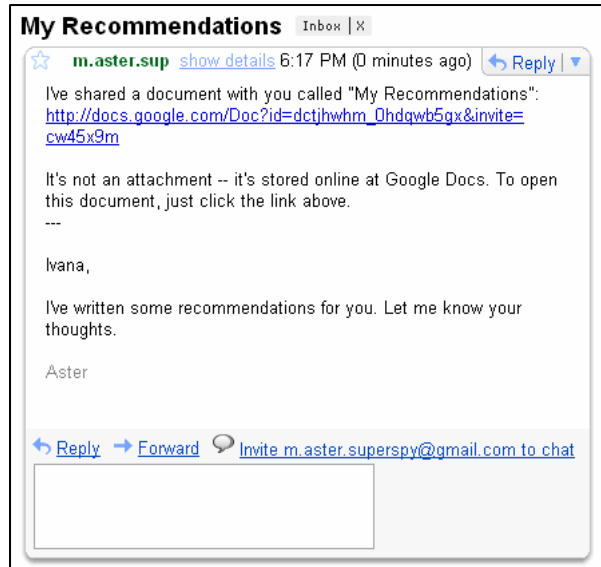 My Recommendations Inbox | X
m.aster.sup show details 6:17 PM (0 minutes ago) Reply
I've shared a document with you called "My Recommendations":
http://docs.google.com/Doc?id=dctjhwhm_0hdqwb5gx&invite=
cw45x9m
It's not an attachment -- it's stored online at Google Docs. To open
this document, just click the link above.
---
Ivana,
I've written some recommendations for you. Let me know your
thoughts.
Aster
Reply Forward Invite m.aster.superspy@gmail.com to chat